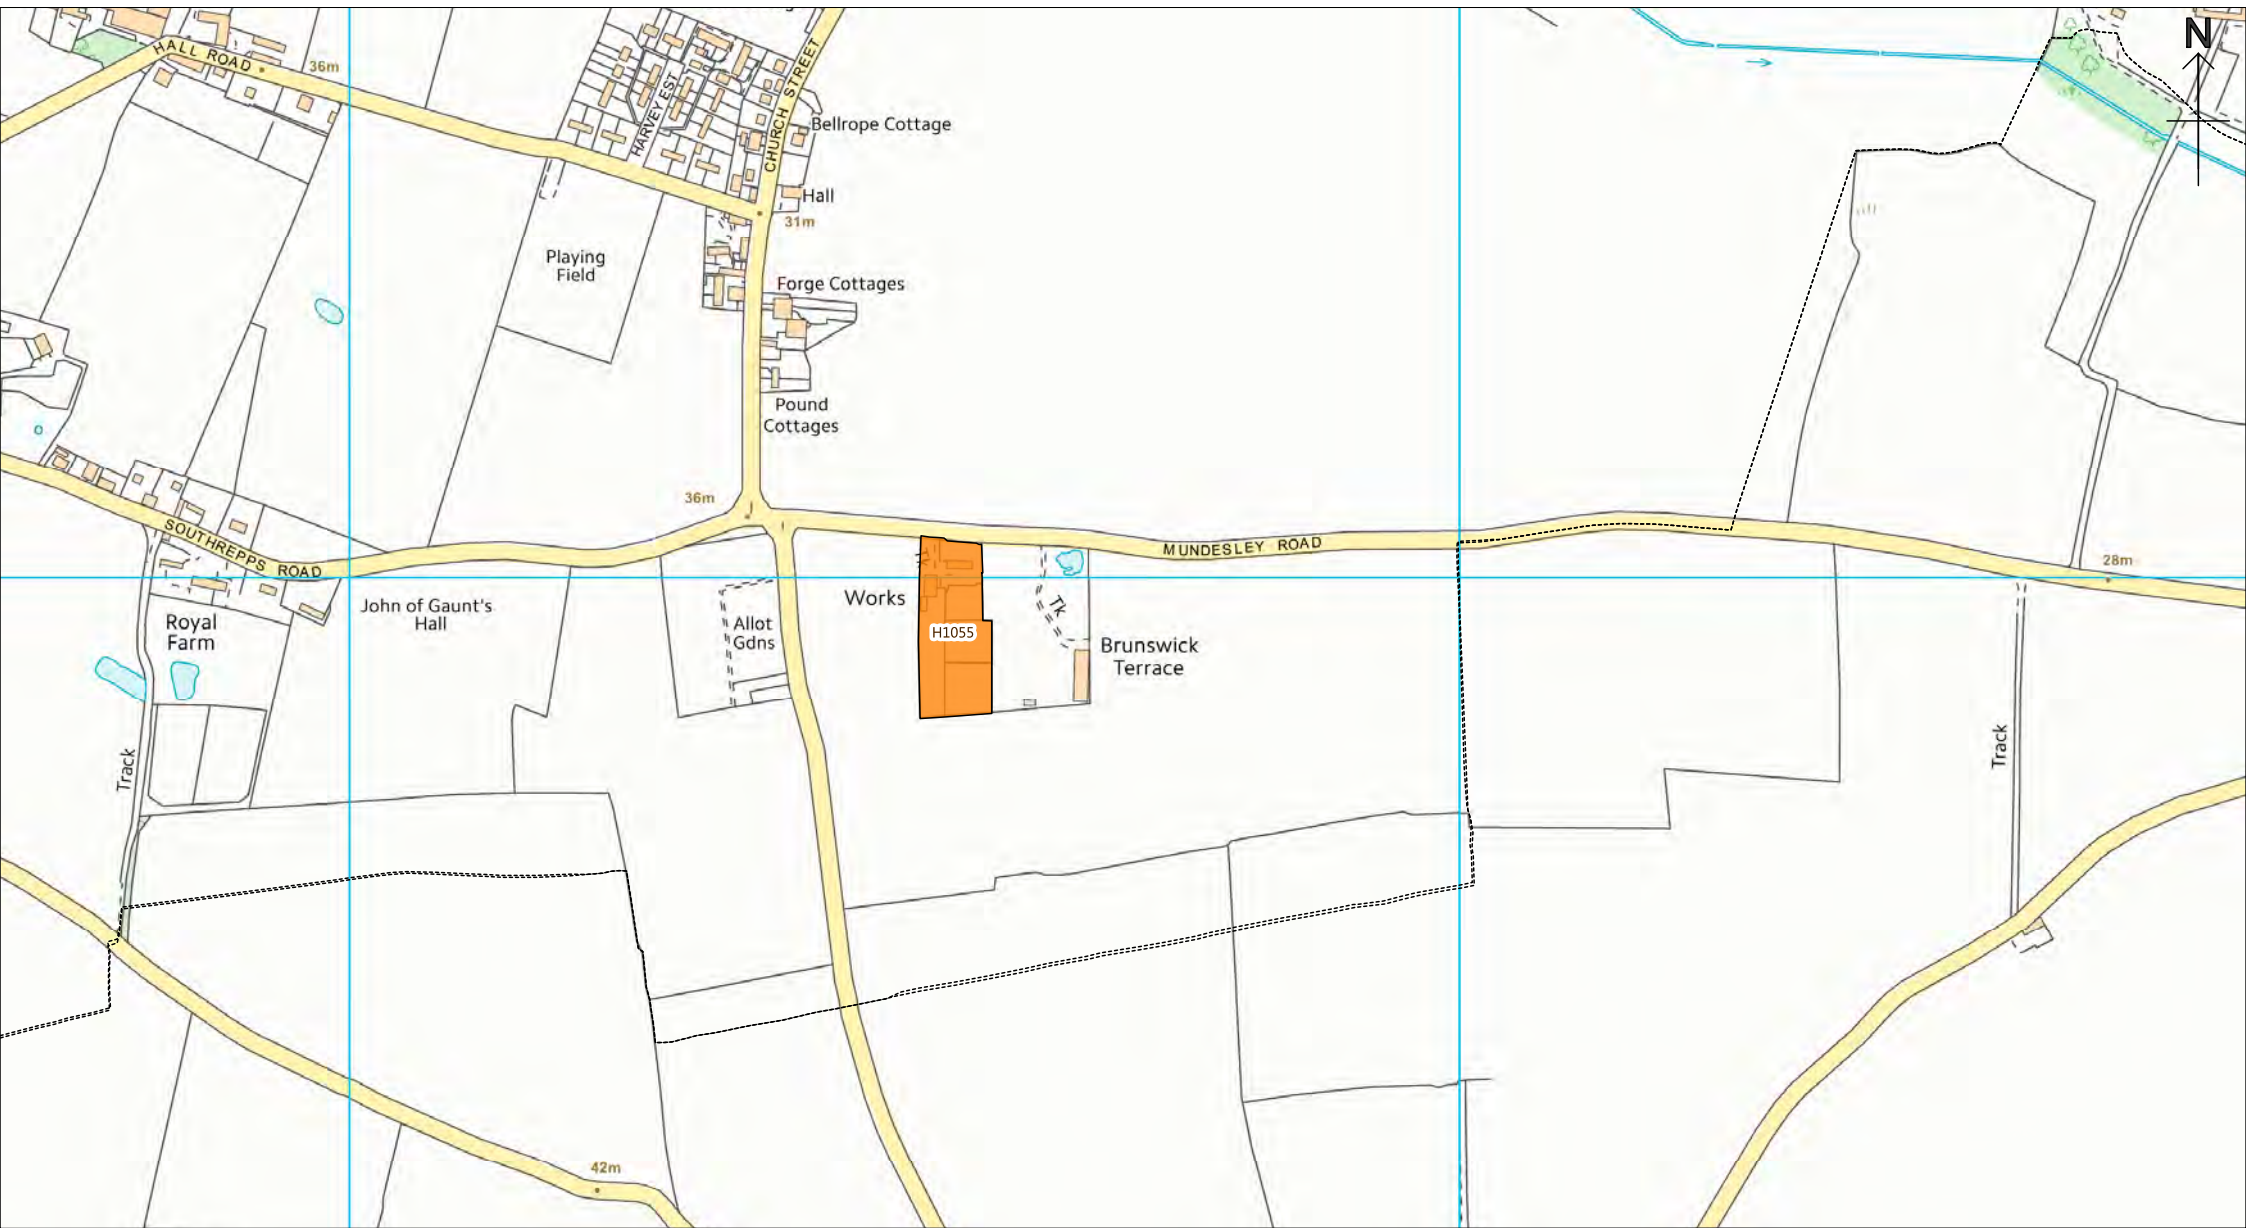 HALL ROAD
36m
HARVEY EST
CHURCH STREET
Bellrope Cottage
Hall
31m
N
Playing
Field
Forge Cottages
Pound
Cottages
36m
SOUTHREPPS ROAD
MUNDESLEY ROAD
28m
John of Gaunt's
Hall
Royal
Farm
Works
Allot
Gdns
H1055
Tk
Brunswick
Terrace
Track
Track
42m